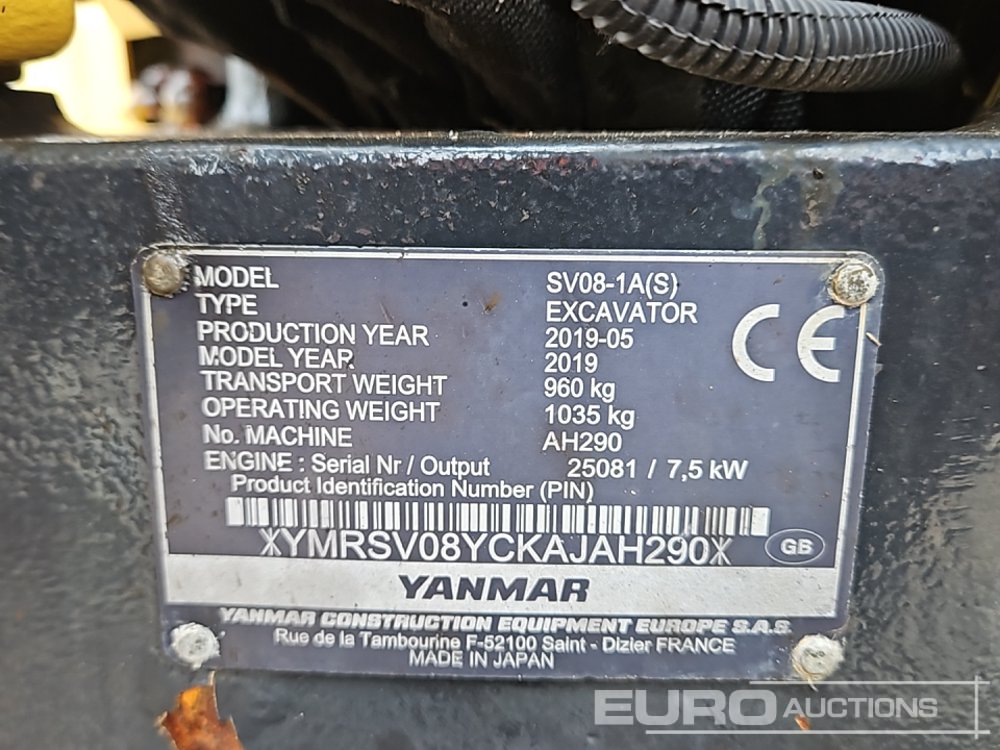 MODEL SV08-1A(S)
TYPE EXCAVATOR
PRODUCTION YEAR 2019-05
MODEL YEAR 2019
TRANSPORT WEIGHT 960 kg
OPERATING WEIGHT 1035 kg
No. MACHINE AH290
ENGINE : Serial Nr / Output 25081 / 7,5 kW
Product Identification Number (PIN)
CE
XYMRSV08YCKAJAH290X
GB
YANMAR
YANMAR CONSTRUCTION EQUIPMENT EUROPE S.A.S.
Rue de la Tambourine F-52100 Saint - Dizier FRANCE
MADE IN JAPAN
EURO AUCTIONS